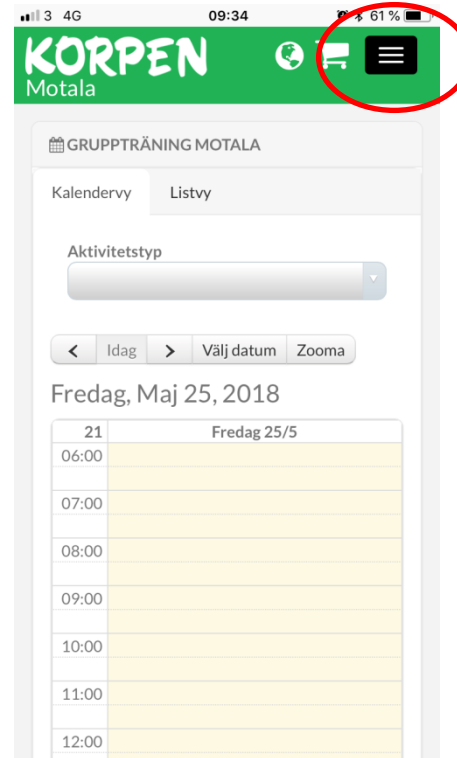 3 4G 09:34 61 %
KORPEN
Motala
GRUPPTRÄNING MOTALA
Kalendervy Listvy
Aktivitetstyp
Idag Välj datum Zooma
Fredag, Maj 25, 2018
21 Fredag 25/5
06:00
07:00
08:00
09:00
10:00
11:00
12:00